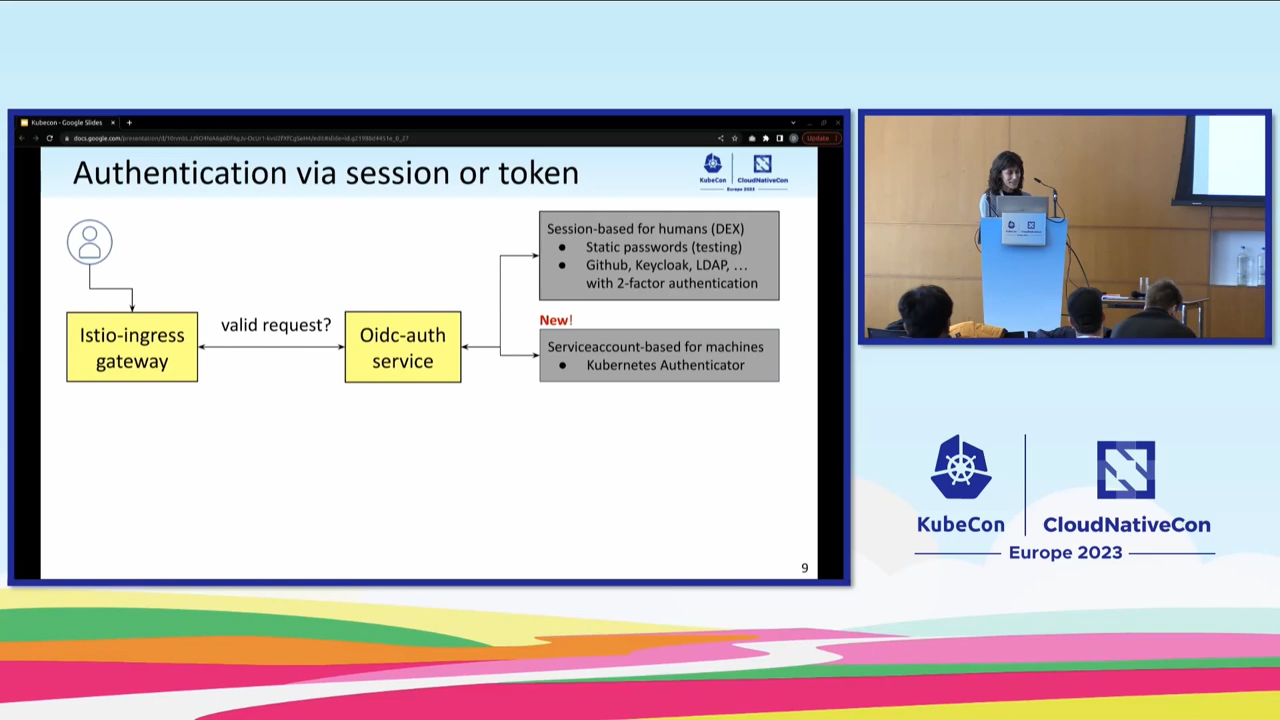 Kubecon - Google Slides
Update
Authentication via session or token
KubeCon
CloudNativeCon
Europe 2023
Session-based for humans (DEX)
● Static passwords (testing)
● Github, Keycloak, LDAP, …
with 2-factor authentication
valid request?
New!
Istio-ingress
gateway
Oidc-auth
service
Serviceaccount-based for machines
● Kubernetes Authenticator
9
KubeCon
CloudNativeCon
Europe 2023